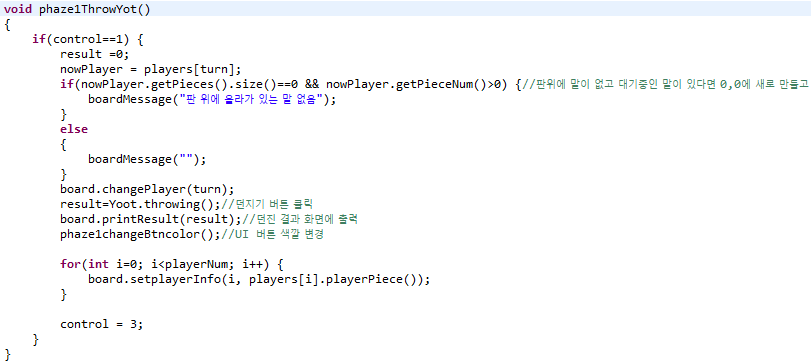 void phaze1ThrowYot()
{
    if(control==1) {
        result =0;
        nowPlayer = players[turn];
        if(nowPlayer.getPieces().size()==0 && nowPlayer.getPieceNum()>0) {//판위에 말이 없고 대기중인 말이 있다면 0,0에 새로 만들고
            boardMessage("판 위에 올라가 있는 말 없음");
        }
        else
        {
            boardMessage("");
        }
        board.changePlayer(turn);
        result=Yoot.throwing();//던지기 버튼 클릭
        board.printResult(result);//던진 결과 화면에 출력
        phaze1changeBtncolor();//UI 버튼 색깔 변경

        for(int i=0; i<playerNum; i++) {
            board.setplayerInfo(i, players[i].playerPiece());
        }

        control = 3;
    }
}